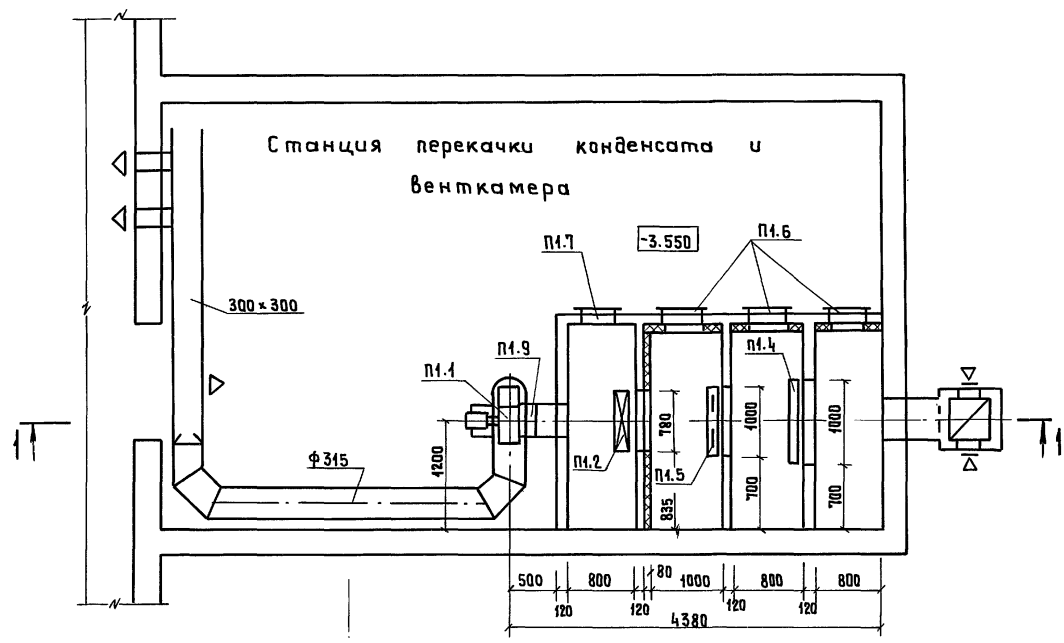 Станция перекачки конденсата и
венткамера
П1.7
-3.550
П1.6
300×300
П1.1
П1.9
П1.4
1200
П1.2
780
П1.5
1000
1000
1
1
ф 315
835
700
700
500
800
80
1000
800
800
120
120
120
120
4380